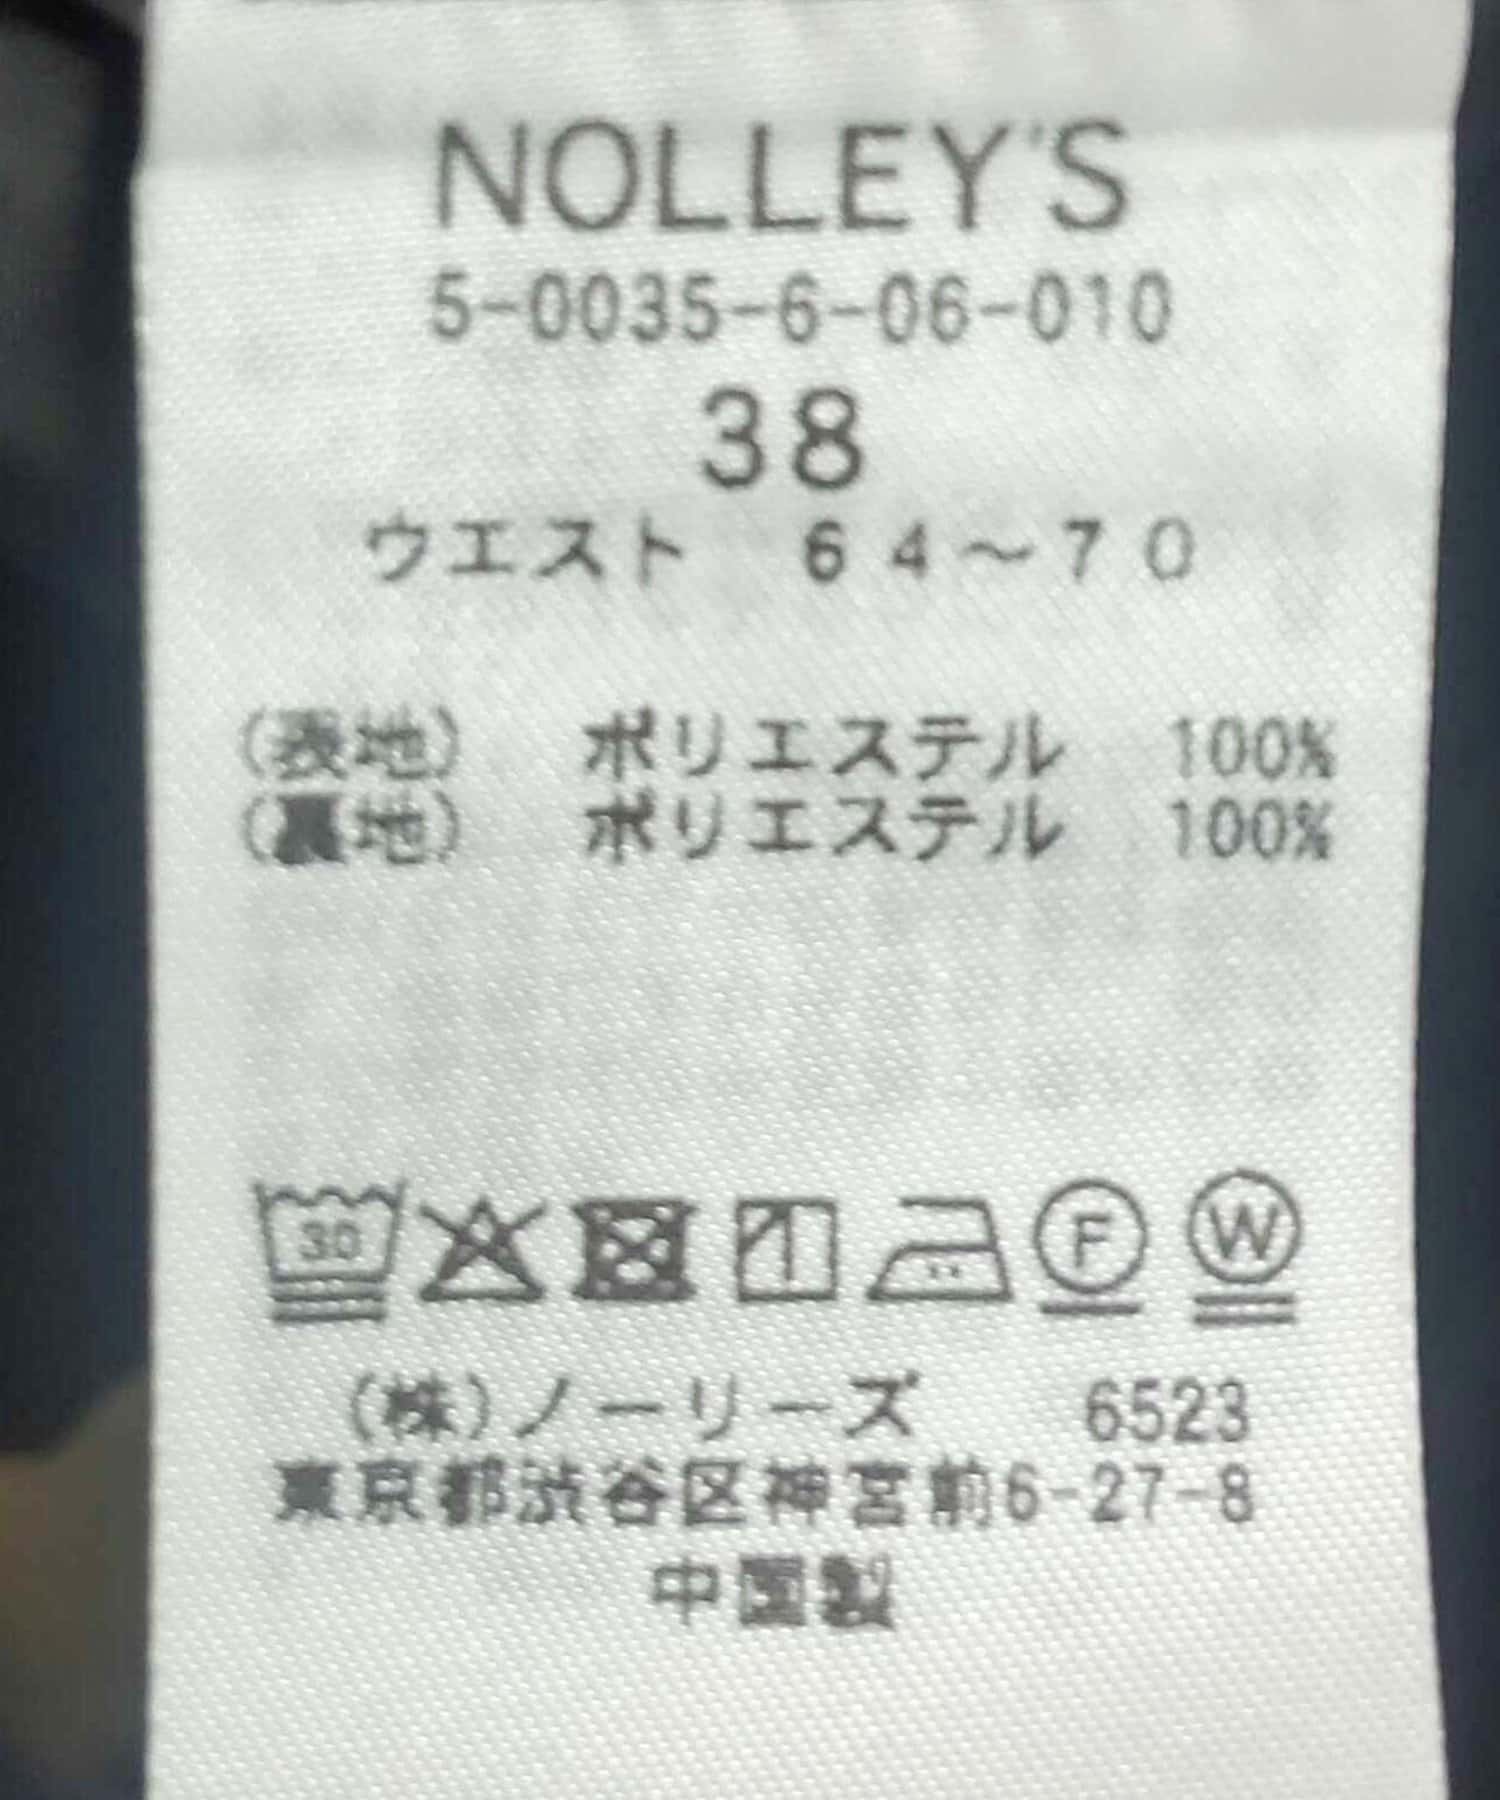 NOLLEY'S
5-0035-6-06-010
38
ウエスト　64〜70
(表地)　ポリエステル　100%
(裏地)　ポリエステル　100%
30 F W
(株)ノーリーズ　6523
東京都渋谷区神宮前6-27-8
中国製